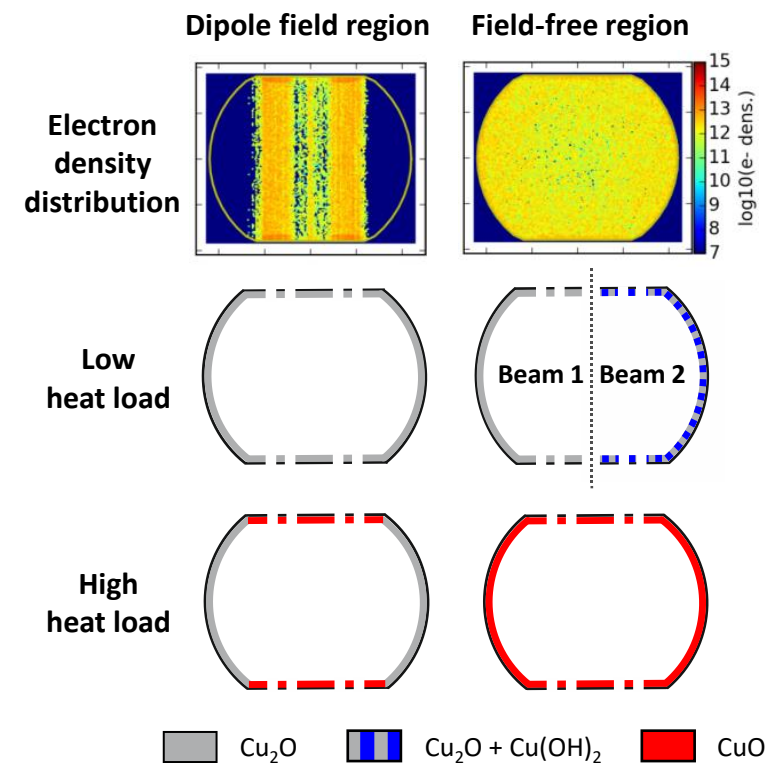 Dipole field region
Field-free region
Electron
density
distribution
15
14
13
12
11
10
9
8
7
log10(e- dens.)
Low
heat load
Beam 1
Beam 2
High
heat load
Cu₂O
Cu₂O + Cu(OH)₂
CuO